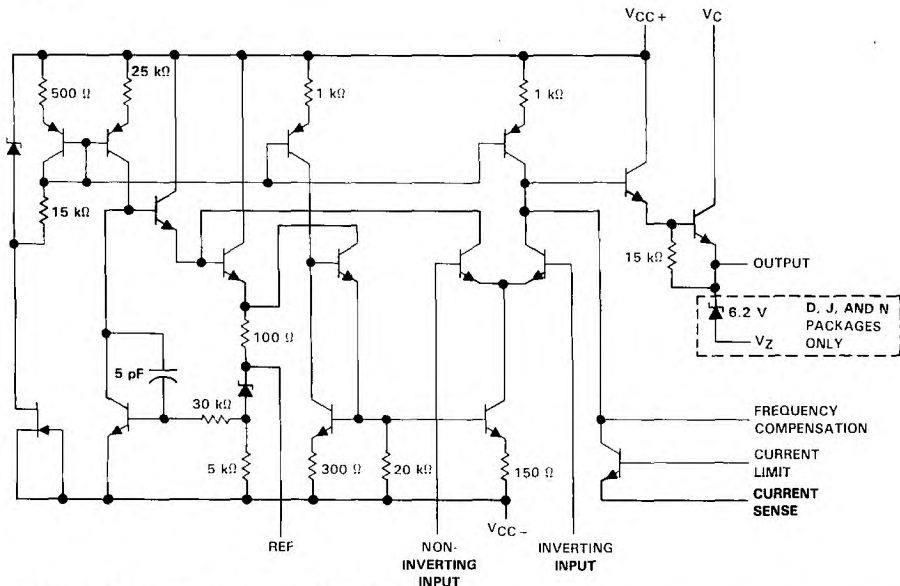 VCC+
VC
25 kΩ
500 Ω
1 kΩ
1 kΩ
15 kΩ
15 kΩ
OUTPUT
6.2 V
D, J, AND N
PACKAGES
ONLY
VZ
100 Ω
5 pF
30 kΩ
FREQUENCY
COMPENSATION
5 kΩ
300 Ω
20 kΩ
150 Ω
CURRENT
LIMIT
CURRENT
SENSE
VCC–
REF
NON-
INVERTING
INPUT
INVERTING
INPUT